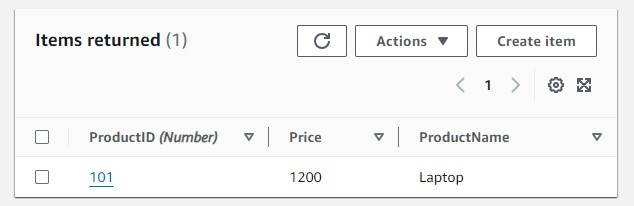 Items returned (1)
Actions
Create item
1
ProductID (Number)
Price
ProductName
101
1200
Laptop